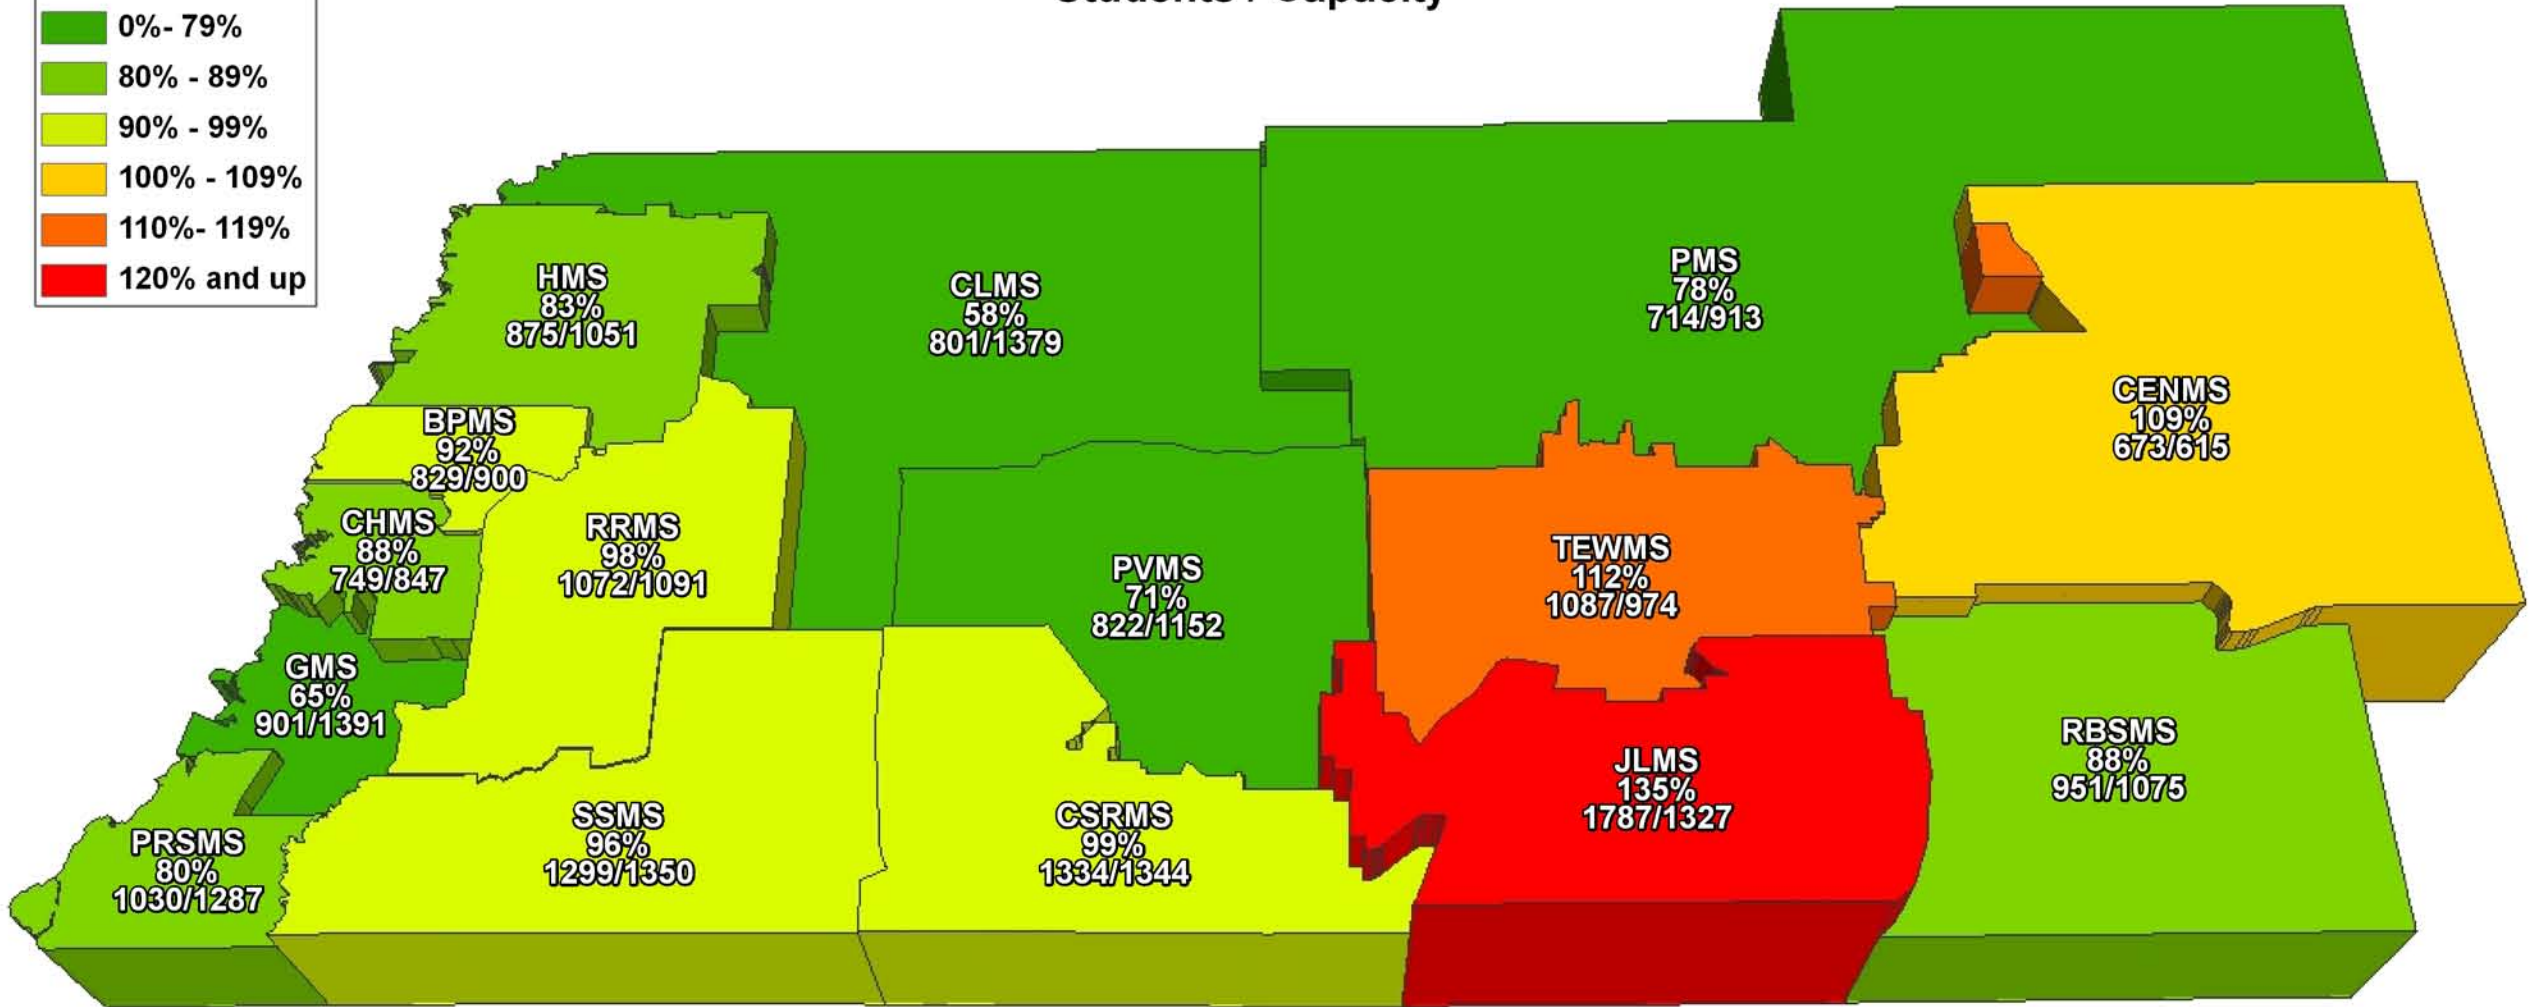 Students / Capacity
0%- 79%
80% - 89%
90% - 99%
100% - 109%
110%- 119%
120% and up
HMS
83%
875/1051
CLMS
58%
801/1379
PMS
78%
714/913
CENMS
109%
673/615
BPMS
92%
829/900
CHMS
88%
749/847
RRMS
98%
1072/1091
PVMS
71%
822/1152
TEWMS
112%
1087/974
GMS
65%
901/1391
PRSMS
80%
1030/1287
SSMS
96%
1299/1350
CSRMS
99%
1334/1344
JLMS
135%
1787/1327
RBSMS
88%
951/1075